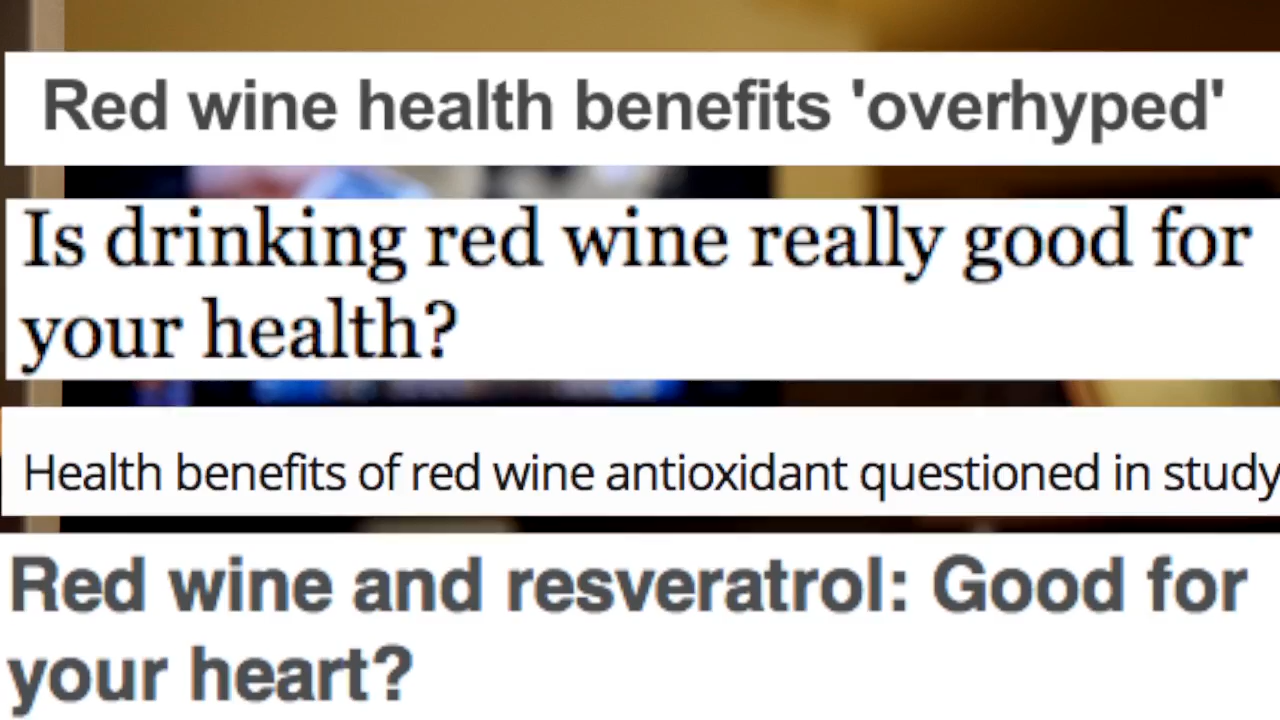 Red wine health benefits 'overhyped'
Is drinking red wine really good for
your health?
Health benefits of red wine antioxidant questioned in study
Red wine and resveratrol: Good for
your heart?